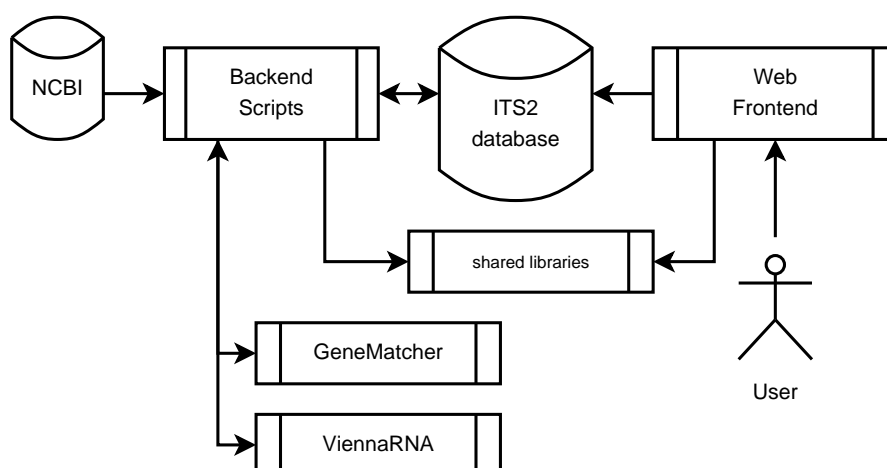 NCBI
Backend
Scripts
ITS2
database
Web
Frontend
shared libraries
GeneMatcher
ViennaRNA
User